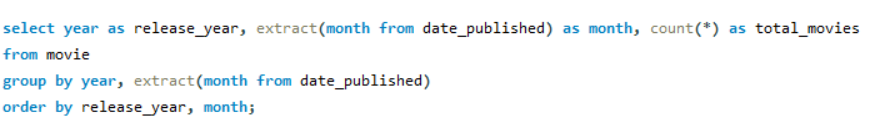 select year as release_year, extract(month from date_published) as month, count(*) as total_movies
from movie
group by year, extract(month from date_published)
order by release_year, month;